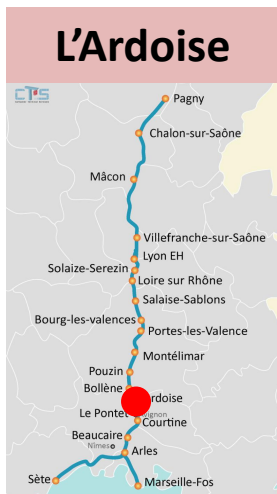 L'Ardoise
CTS
Pagny
Chalon-sur-Saône
Mâcon
Villefranche-sur-Saône
Lyon EH
Solaize-Serezin
Loire sur Rhône
Salaise-Sablons
Bourg-les-valences
Portes-les-Valence
Montélimar
Pouzin
Bollène
Le Pontet
Courtine
Beaucaire
Nîmes
Arles
Sète
Marseille-Fos